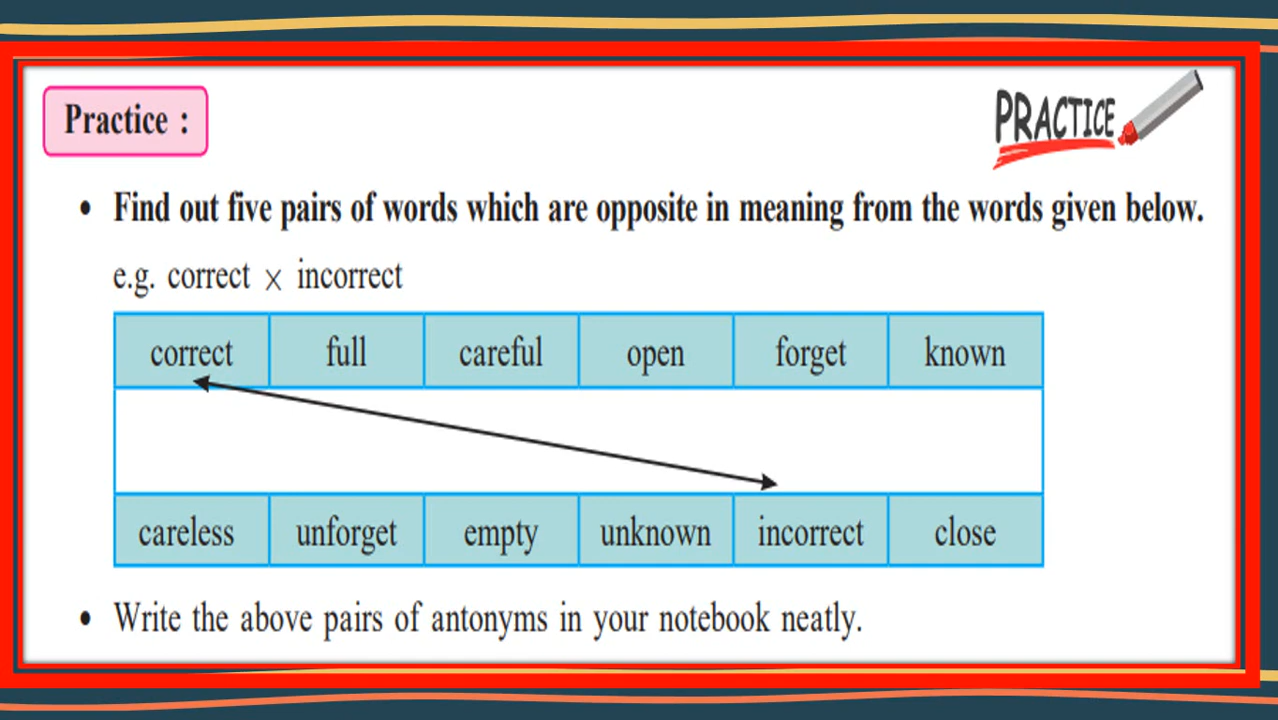 Practice :
PRACTICE
• Find out five pairs of words which are opposite in meaning from the words given below.
e.g. correct × incorrect
correct full careful open forget known
careless unforget empty unknown incorrect close
• Write the above pairs of antonyms in your notebook neatly.